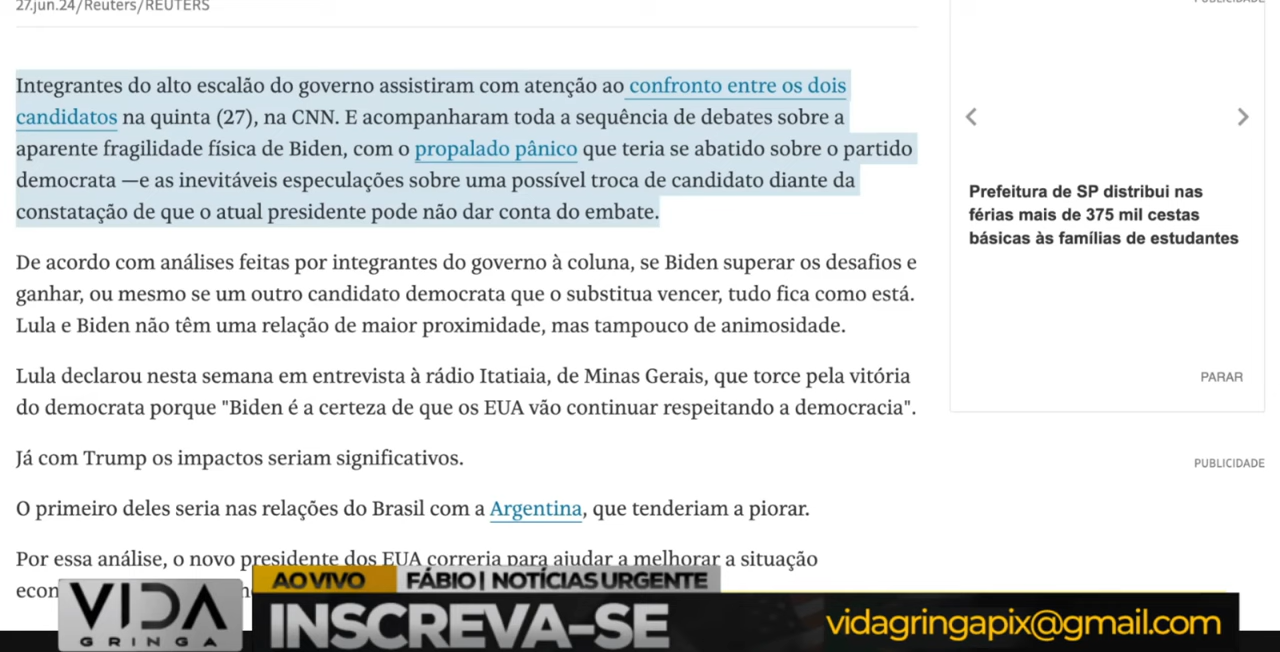 27.jun.24/Reuters/REUTERS
PUBLICIDADE
Integrantes do alto escalão do governo assistiram com atenção ao confronto entre os dois
candidatos na quinta (27), na CNN. E acompanharam toda a sequência de debates sobre a
aparente fragilidade física de Biden, com o propalado pânico que teria se abatido sobre o partido
democrata —e as inevitáveis especulações sobre uma possível troca de candidato diante da
constatação de que o atual presidente pode não dar conta do embate.
De acordo com análises feitas por integrantes do governo à coluna, se Biden superar os desafios e
ganhar, ou mesmo se um outro candidato democrata que o substitua vencer, tudo fica como está.
Lula e Biden não têm uma relação de maior proximidade, mas tampouco de animosidade.
Lula declarou nesta semana em entrevista à rádio Itatiaia, de Minas Gerais, que torce pela vitória
do democrata porque "Biden é a certeza de que os EUA vão continuar respeitando a democracia".
Já com Trump os impactos seriam significativos.
O primeiro deles seria nas relações do Brasil com a Argentina, que tenderiam a piorar.
Por essa análise, o novo presidente dos EUA correria para ajudar a melhorar a situação
Prefeitura de SP distribui nas
férias mais de 375 mil cestas
básicas às famílias de estudantes
PARAR
PUBLICIDADE
VIDA
GRINGA
AO VIVO
FÁBIO | NOTÍCIAS URGENTE
INSCREVA-SE
vidagringapix@gmail.com